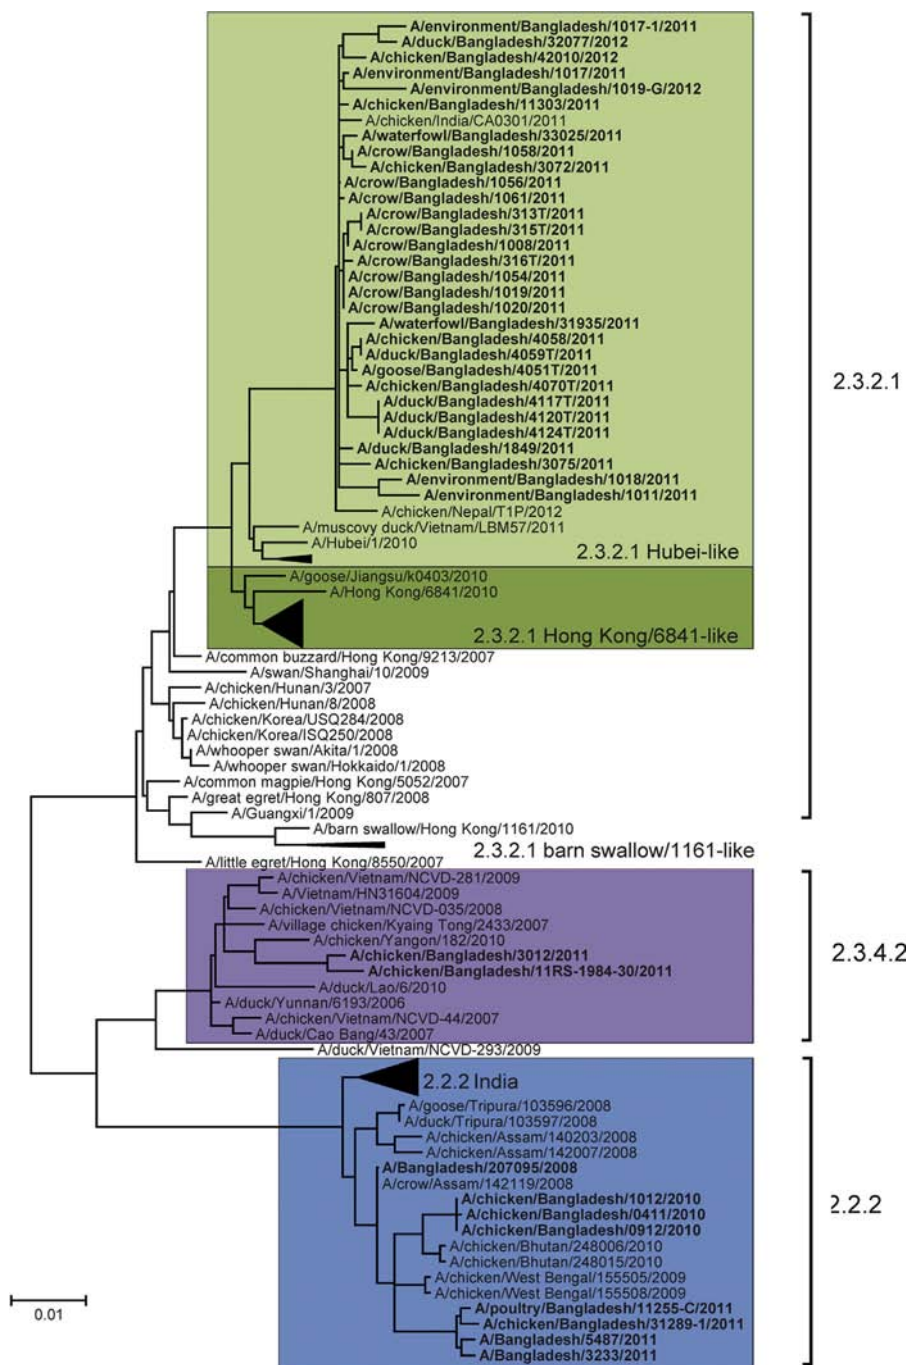 A/environment/Bangladesh/1017-1/2011
A/duck/Bangladesh/32077/2012
A/chicken/Bangladesh/42010/2012
A/environment/Bangladesh/1017/2011
A/environment/Bangladesh/1019-G/2012
A/chicken/Bangladesh/11303/2011
A/chicken/India/CA0301/2011
A/waterfowl/Bangladesh/33025/2011
A/crow/Bangladesh/1058/2011
A/chicken/Bangladesh/3072/2011
A/crow/Bangladesh/1056/2011
A/crow/Bangladesh/1061/2011
A/crow/Bangladesh/313T/2011
A/crow/Bangladesh/315T/2011
A/crow/Bangladesh/1008/2011
A/crow/Bangladesh/316T/2011
A/crow/Bangladesh/1054/2011
A/crow/Bangladesh/1019/2011
A/crow/Bangladesh/1020/2011
A/waterfowl/Bangladesh/31935/2011
A/chicken/Bangladesh/4058/2011
A/duck/Bangladesh/4059T/2011
A/goose/Bangladesh/4051T/2011
A/chicken/Bangladesh/4070T/2011
A/duck/Bangladesh/4117T/2011
A/duck/Bangladesh/4120T/2011
A/duck/Bangladesh/4124T/2011
A/duck/Bangladesh/1849/2011
A/chicken/Bangladesh/3075/2011
A/environment/Bangladesh/1018/2011
A/environment/Bangladesh/1011/2011
A/chicken/Nepal/T1P/2012
A/muscovy duck/Vietnam/LBM57/2011
A/Hubei/1/2010
2.3.2.1 Hubei-like
A/goose/Jiangsu/k0403/2010
A/Hong Kong/6841/2010
2.3.2.1 Hong Kong/6841-like
A/common buzzard/Hong Kong/9213/2007
A/swan/Shanghai/10/2009
A/chicken/Hunan/3/2007
A/chicken/Hunan/8/2008
A/chicken/Korea/USQ284/2008
A/chicken/Korea/ISQ250/2008
A/whooper swan/Akita/1/2008
A/whooper swan/Hokkaido/1/2008
A/common magpie/Hong Kong/5052/2007
A/great egret/Hong Kong/807/2008
A/Guangxi/1/2009
A/barn swallow/Hong Kong/1161/2010
2.3.2.1 barn swallow/1161-like
A/little egret/Hong Kong/8550/2007
2.3.2.1
A/chicken/Vietnam/NCVD-281/2009
A/Vietnam/HN31604/2009
A/chicken/Vietnam/NCVD-035/2008
A/village chicken/Kyaing Tong/2433/2007
A/chicken/Yangon/182/2010
A/chicken/Bangladesh/3012/2011
A/chicken/Bangladesh/11RS-1984-30/2011
A/duck/Lao/6/2010
A/duck/Yunnan/6193/2006
A/chicken/Vietnam/NCVD-44/2007
A/duck/Cao Bang/43/2007
2.3.4.2
A/duck/Vietnam/NCVD-293/2009
2.2.2 India
A/goose/Tripura/103596/2008
A/duck/Tripura/103597/2008
A/chicken/Assam/140203/2008
A/chicken/Assam/142007/2008
A/Bangladesh/207095/2008
A/crow/Assam/142119/2008
A/chicken/Bangladesh/1012/2010
A/chicken/Bangladesh/0411/2010
A/chicken/Bangladesh/0912/2010
A/chicken/Bhutan/248006/2010
A/chicken/Bhutan/248015/2010
A/chicken/West Bengal/155505/2009
A/chicken/West Bengal/155508/2009
A/poultry/Bangladesh/11255-C/2011
A/chicken/Bangladesh/31289-1/2011
A/Bangladesh/5487/2011
A/Bangladesh/3233/2011
2.2.2
0.01